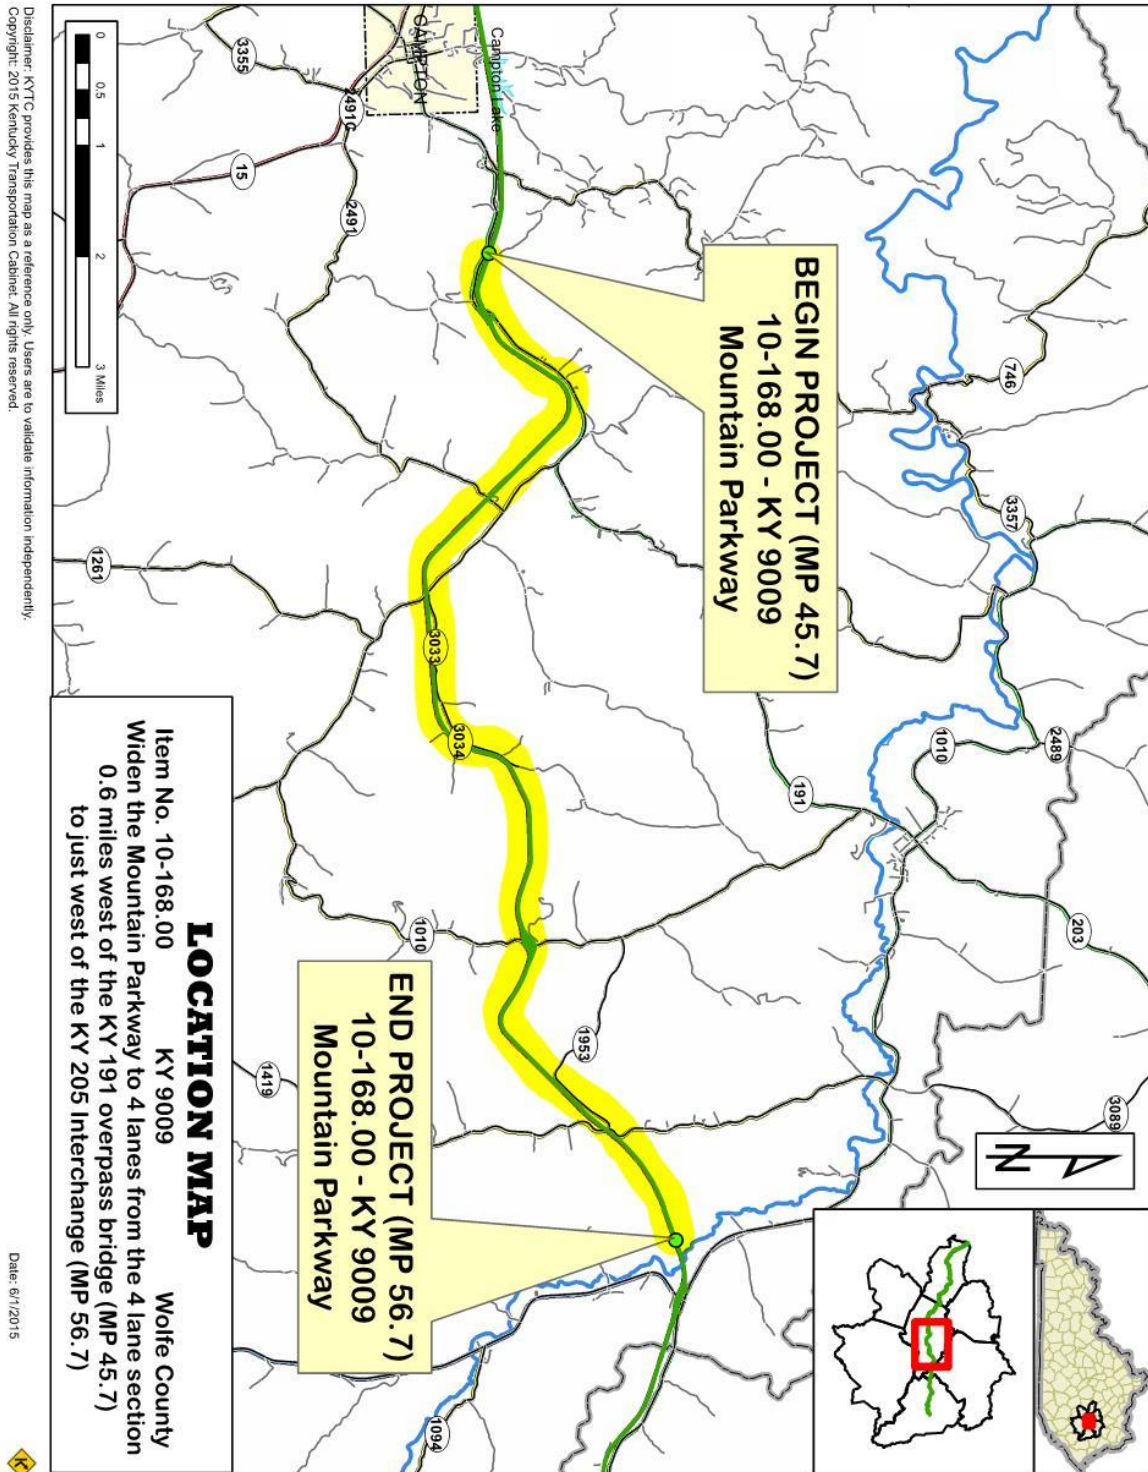 CAMPTON
Campton Lake
3355
491C
15
2491
746
3357
1261
3033
3034
2489
1010
191
203
1010
1953
3089
1419
1094
BEGIN PROJECT (MP 45.7)
10-168.00 - KY 9009
Mountain Parkway
END PROJECT (MP 56.7)
10-168.00 - KY 9009
Mountain Parkway
N
0 0.5 1 2 3 Miles
LOCATION MAP
Item No. 10-168.00 KY 9009 Wolfe County
Widen the Mountain Parkway to 4 lanes from the 4 lane section
0.6 miles west of the KY 191 overpass bridge (MP 45.7)
to just west of the KY 205 Interchange (MP 56.7)
Disclaimer: KYTC provides this map as a reference only. Users are to validate information independently.
Copyright: 2015 Kentucky Transportation Cabinet. All rights reserved.
Date: 6/1/2015